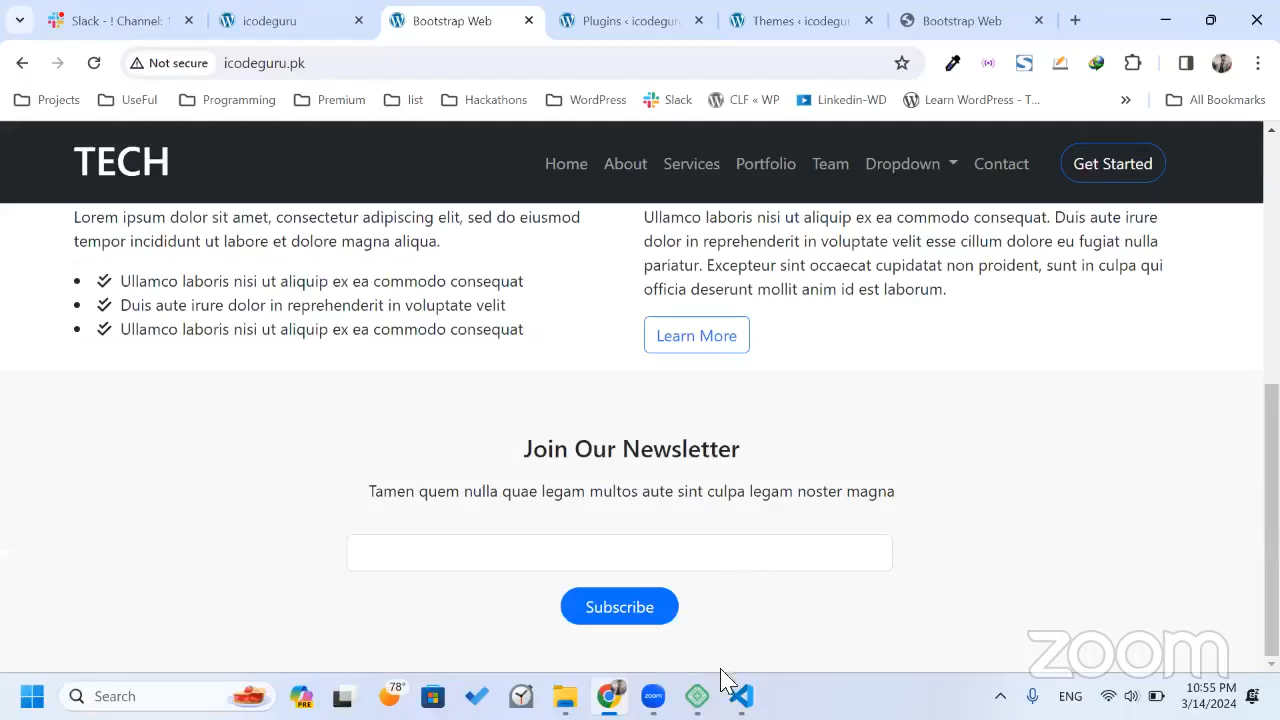 Slack - ! Channel: 1
icodeguru
Bootstrap Web
Plugins ‹ icodegur
Themes ‹ icodegu
Bootstrap Web
Not secure
icodeguru.pk
Projects
UseFul
Programming
Premium
list
Hackathons
WordPress
Slack
CLF « WP
Linkedin-WD
Learn WordPress - T...
All Bookmarks
TECH
Home
About
Services
Portfolio
Team
Dropdown
Contact
Get Started
Lorem ipsum dolor sit amet, consectetur adipiscing elit, sed do eiusmod
tempor incididunt ut labore et dolore magna aliqua.
Ullamco laboris nisi ut aliquip ex ea commodo consequat
Duis aute irure dolor in reprehenderit in voluptate velit
Ullamco laboris nisi ut aliquip ex ea commodo consequat
Ullamco laboris nisi ut aliquip ex ea commodo consequat. Duis aute irure
dolor in reprehenderit in voluptate velit esse cillum dolore eu fugiat nulla
pariatur. Excepteur sint occaecat cupidatat non proident, sunt in culpa qui
officia deserunt mollit anim id est laborum.
Learn More
Join Our Newsletter
Tamen quem nulla quae legam multos aute sint culpa legam noster magna
Subscribe
zoom
Search
PRE
78°
zoom
ENG
10:55 PM
3/14/2024